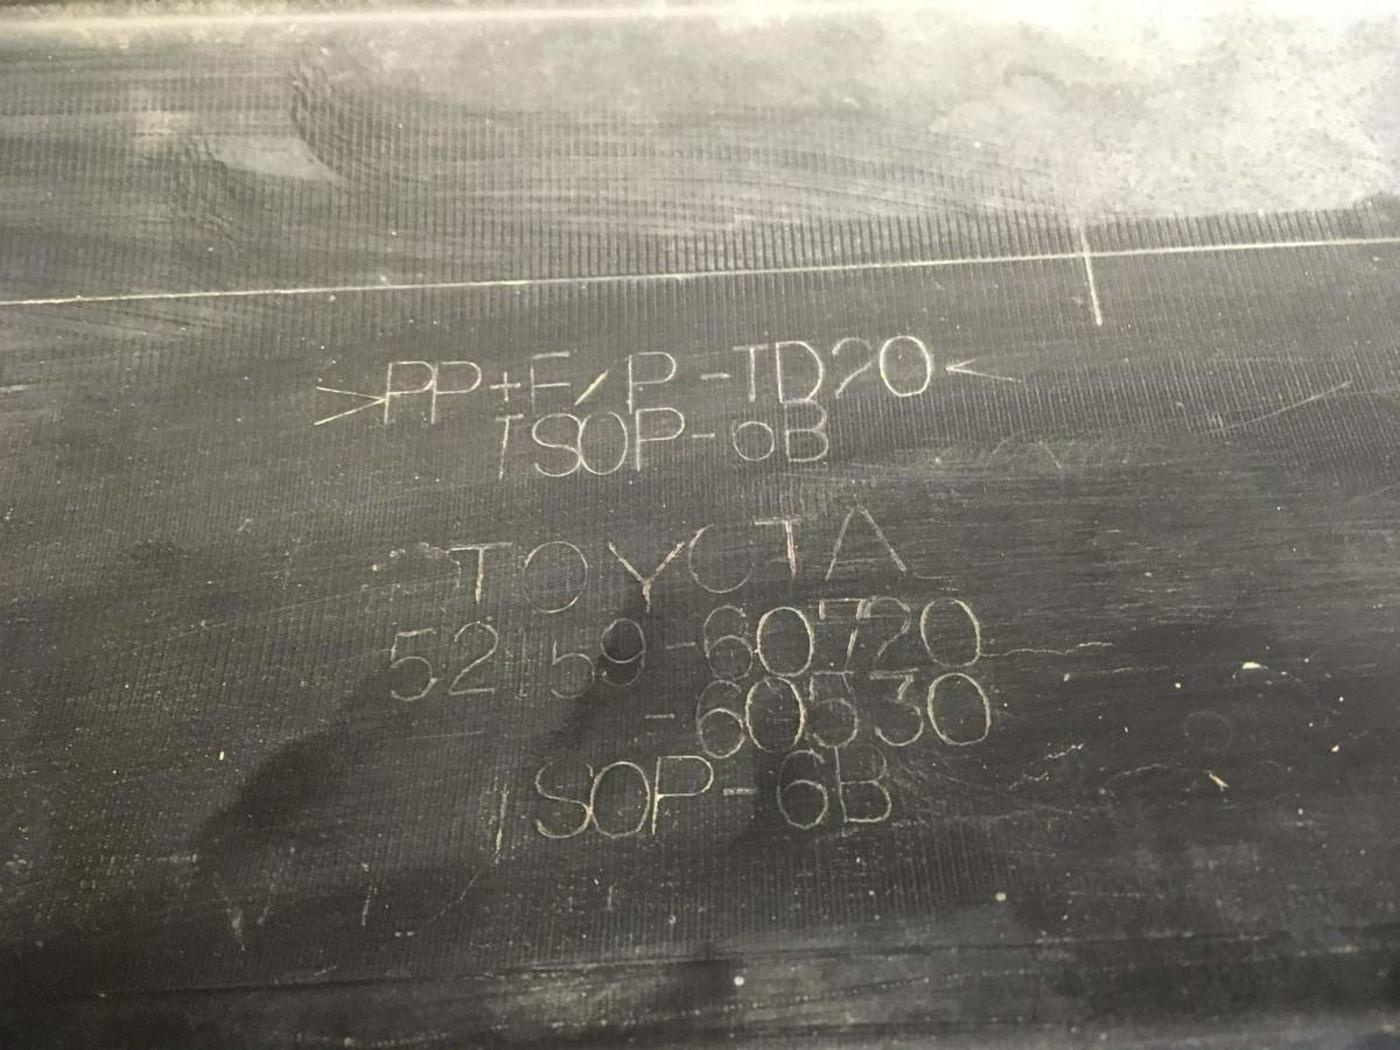 >PP+E/P-TD20<
TSOP-6B
TOYOTA
52159-60720
-60530
TSOP-6B